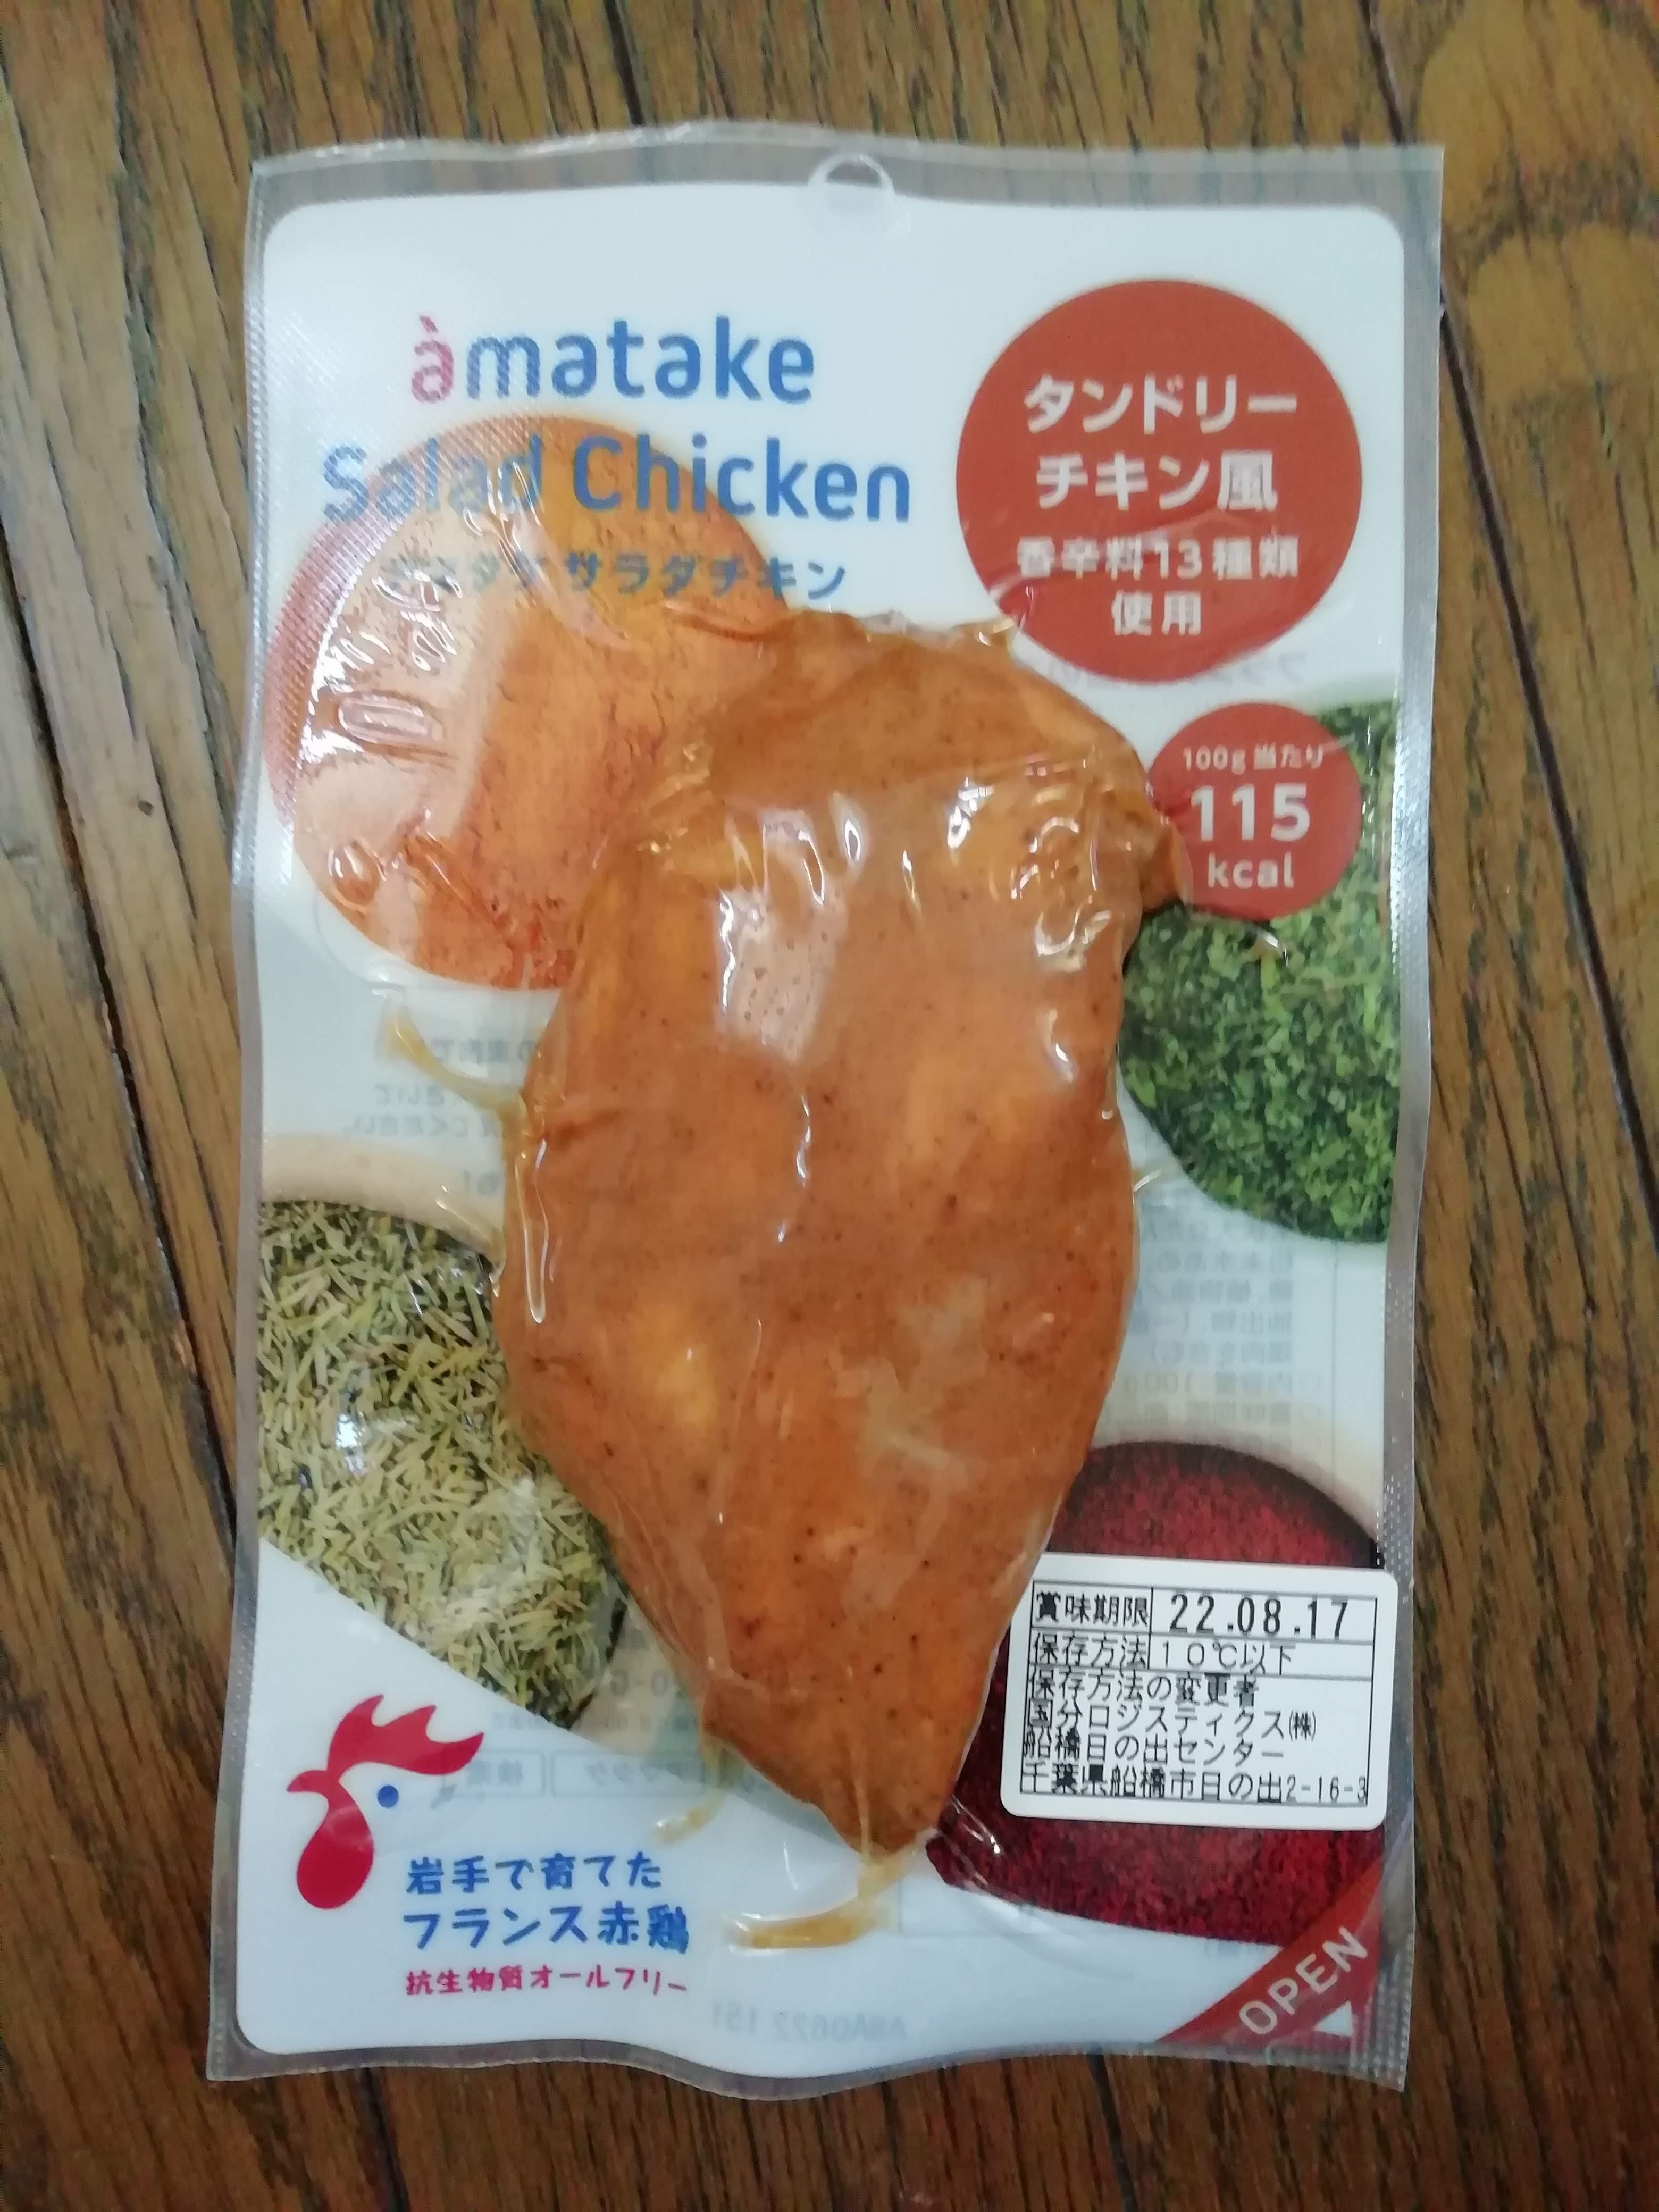 àmatake
Salad Chicken
アマタケ サラダチキン
タンドリー
チキン風
香辛料13種類
使用
100g当たり
115
kcal
賞味期限 22.08.17
保存方法 10℃以下
保存方法の変更者
国分ロジスティクス㈱
船橋日の出センター
千葉県船橋市日の出2-16-3
岩手で育てた
フランス赤鶏
抗生物質オールフリー
OPEN